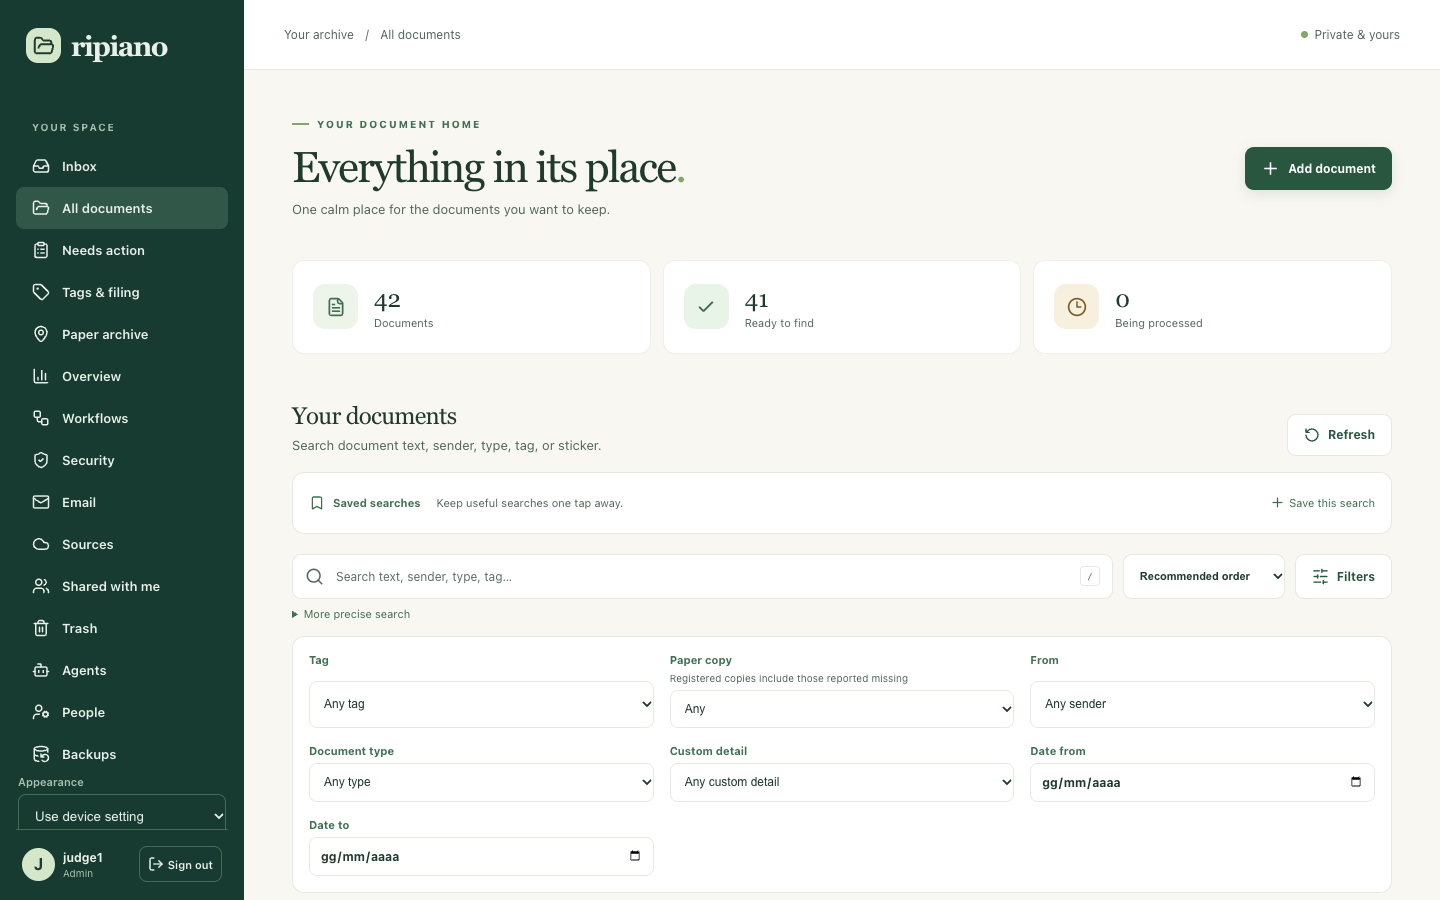 ripiano
YOUR SPACE
Inbox
All documents
Needs action
Tags & filing
Paper archive
Overview
Workflows
Security
Email
Sources
Shared with me
Trash
Agents
People
Backups
Appearance
Use device setting
J
judge1
Admin
Sign out
Your archive / All documents
Private & yours
YOUR DOCUMENT HOME
Everything in its place.
One calm place for the documents you want to keep.
Add document
42
Documents
41
Ready to find
0
Being processed
Your documents
Search document text, sender, type, tag, or sticker.
Refresh
Saved searches Keep useful searches one tap away.
Save this search
Search text, sender, type, tag...
/
Recommended order
Filters
More precise search
Tag
Any tag
Paper copy
Registered copies include those reported missing
Any
From
Any sender
Document type
Any type
Custom detail
Any custom detail
Date from
gg/mm/aaaa
Date to
gg/mm/aaaa